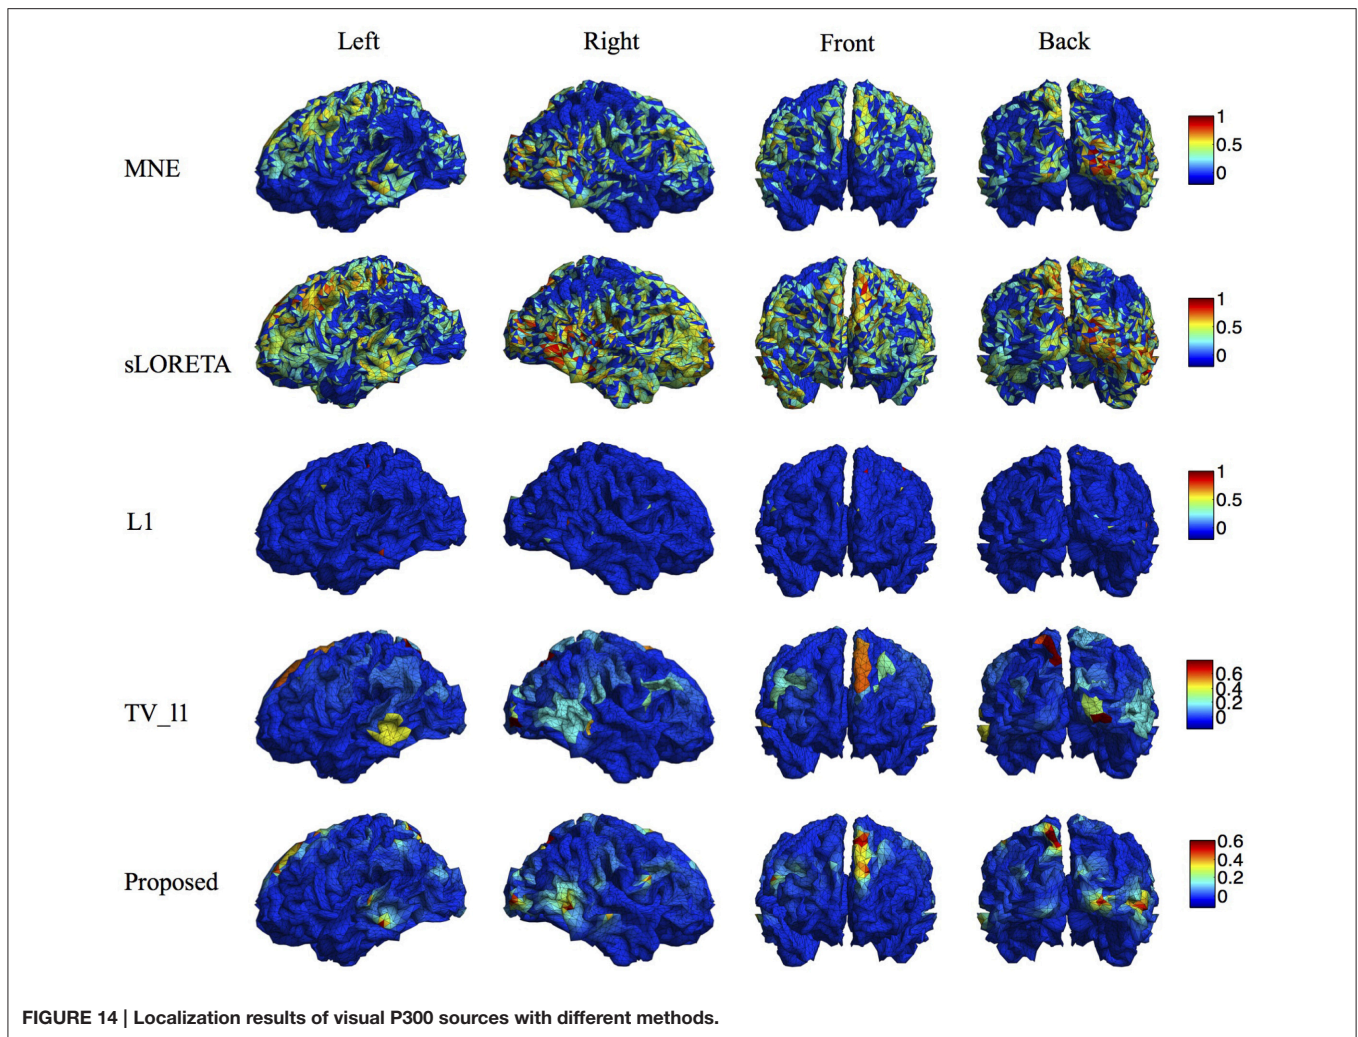 Left Right Front Back
MNE
1
0.5
0
sLORETA
1
0.5
0
L1
1
0.5
0
TV_l1
0.6
0.4
0.2
0
Proposed
0.6
0.4
0.2
0
FIGURE 14 | Localization results of visual P300 sources with different methods.